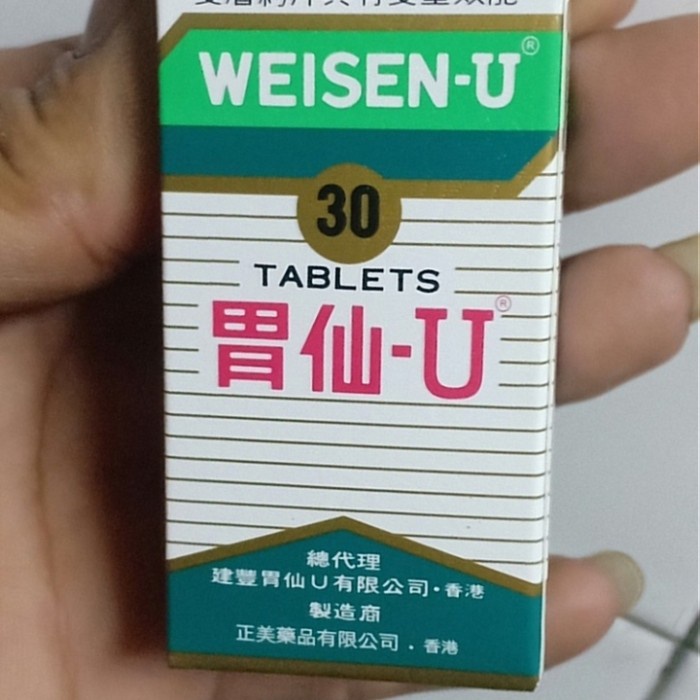 WEISEN-U®
30
TABLETS
胃仙-U®
總代理
建豐胃仙U有限公司·香港
製造商
正美藥品有限公司.香港